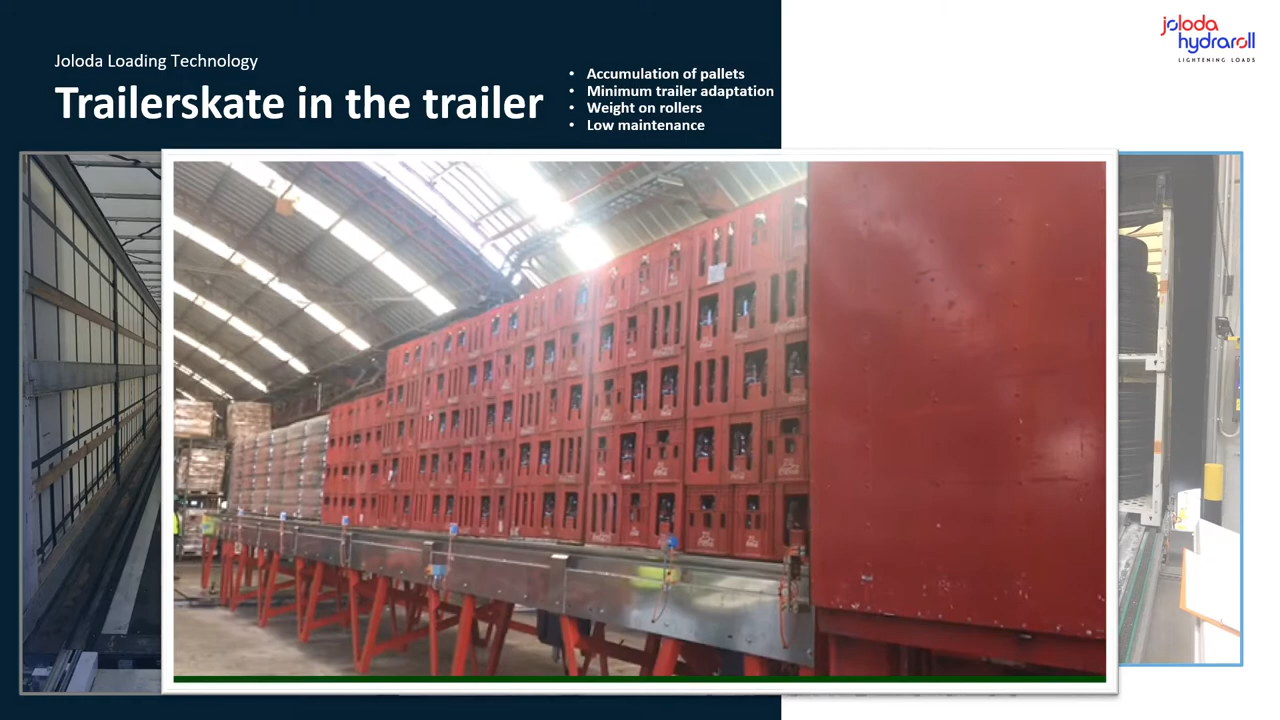 Joloda Loading Technology
Trailerskate in the trailer
• Accumulation of pallets
• Minimum trailer adaptation
• Weight on rollers
• Low maintenance
joloda
hydraroll
LIGHTENING LOADS